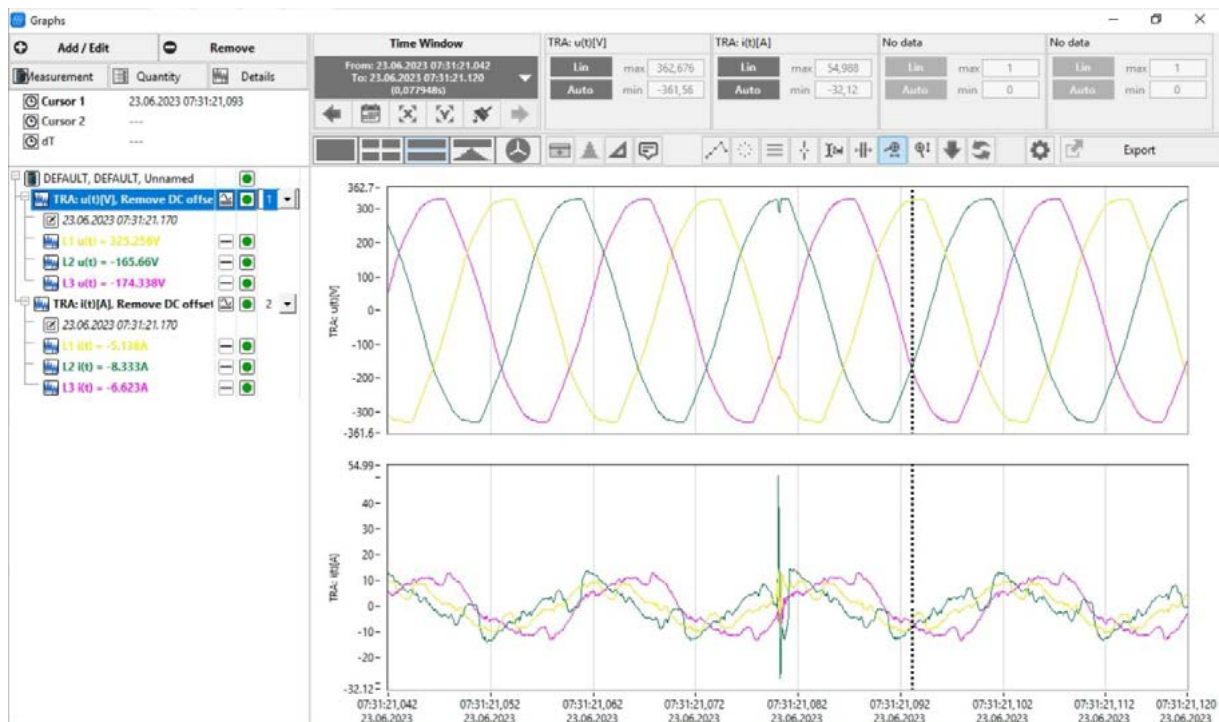 Graphs
Add / Edit
Remove
Measurement
Quantity
Details
Cursor 1 23.06.2023 07:31:21,093
Cursor 2 ---
dT ---
Time Window
From: 23.06.2023 07:31:21.042
To: 23.06.2023 07:31:21.120
(0,077948s)
TRA: u(t)[V]
Lin max 362,676
Auto min -361,56
TRA: i(t)[A]
Lin max 54,988
Auto min -32,12
No data
Lin max 1
Auto min 0
No data
Lin max 1
Auto min 0
Export
DEFAULT, DEFAULT, Unnamed
TRA: u(t)[V], Remove DC offse 1
23.06.2023 07:31:21.170
L1 u(t) = 325.256V
L2 u(t) = -165.66V
L3 u(t) = -174.338V
TRA: i(t)[A], Remove DC offset 2
23.06.2023 07:31:21.170
L1 i(t) = -5.138A
L2 i(t) = -8.333A
L3 i(t) = -6.623A
TRA: u(t)[V]
362.7
300
200
100
0
-100
-200
-300
-361.6
TRA: i(t)[A]
54.99
40
30
20
10
0
-10
-20
-32.12
07:31:21,042 07:31:21,052 07:31:21,062 07:31:21,072 07:31:21,082 07:31:21,092 07:31:21,102 07:31:21,112 07:31:21,120
23.06.2023 23.06.2023 23.06.2023 23.06.2023 23.06.2023 23.06.2023 23.06.2023 23.06.2023 23.06.2023